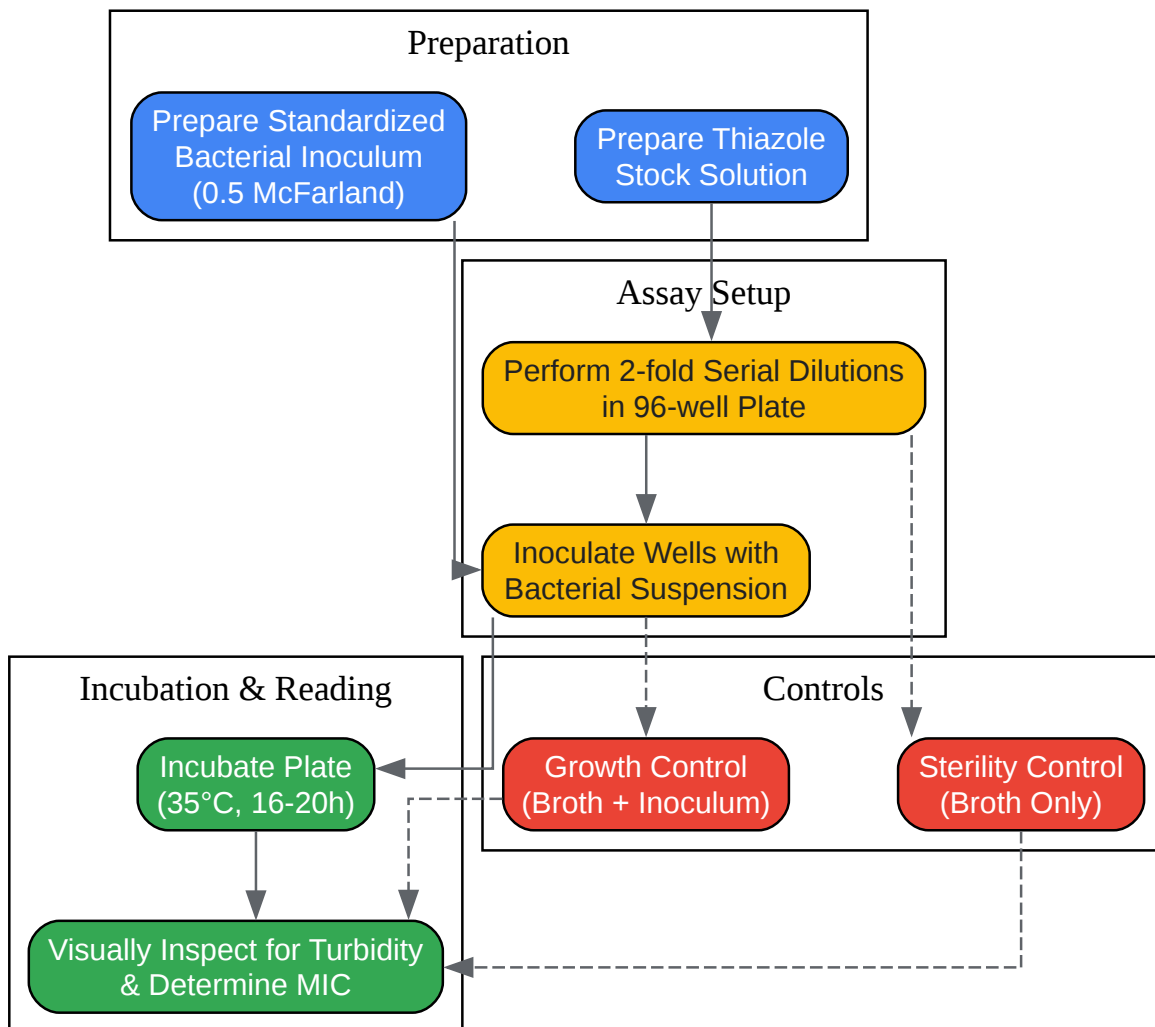 Preparation
Prepare Standardized
Bacterial Inoculum
(0.5 McFarland)
Prepare Thiazole
Stock Solution
Assay Setup
Perform 2-fold Serial Dilutions
in 96-well Plate
Inoculate Wells with
Bacterial Suspension
Incubation & Reading
Incubate Plate
(35°C, 16-20h)
Visually Inspect for Turbidity
& Determine MIC
Controls
Growth Control
(Broth + Inoculum)
Sterility Control
(Broth Only)